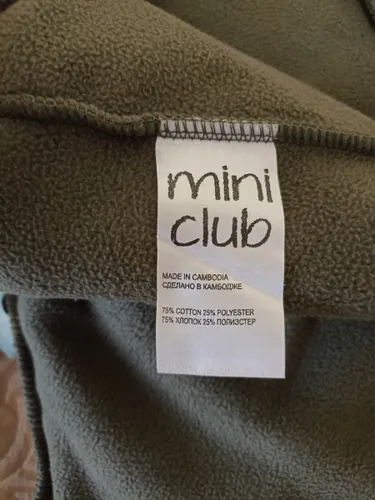 mini
club
MADE IN CAMBODIA
СДЕЛАНО В КАМБОДЖЕ
75% COTTON 25% POLYESTER
75% ХЛОПОК 25% ПОЛИЭСТЕР